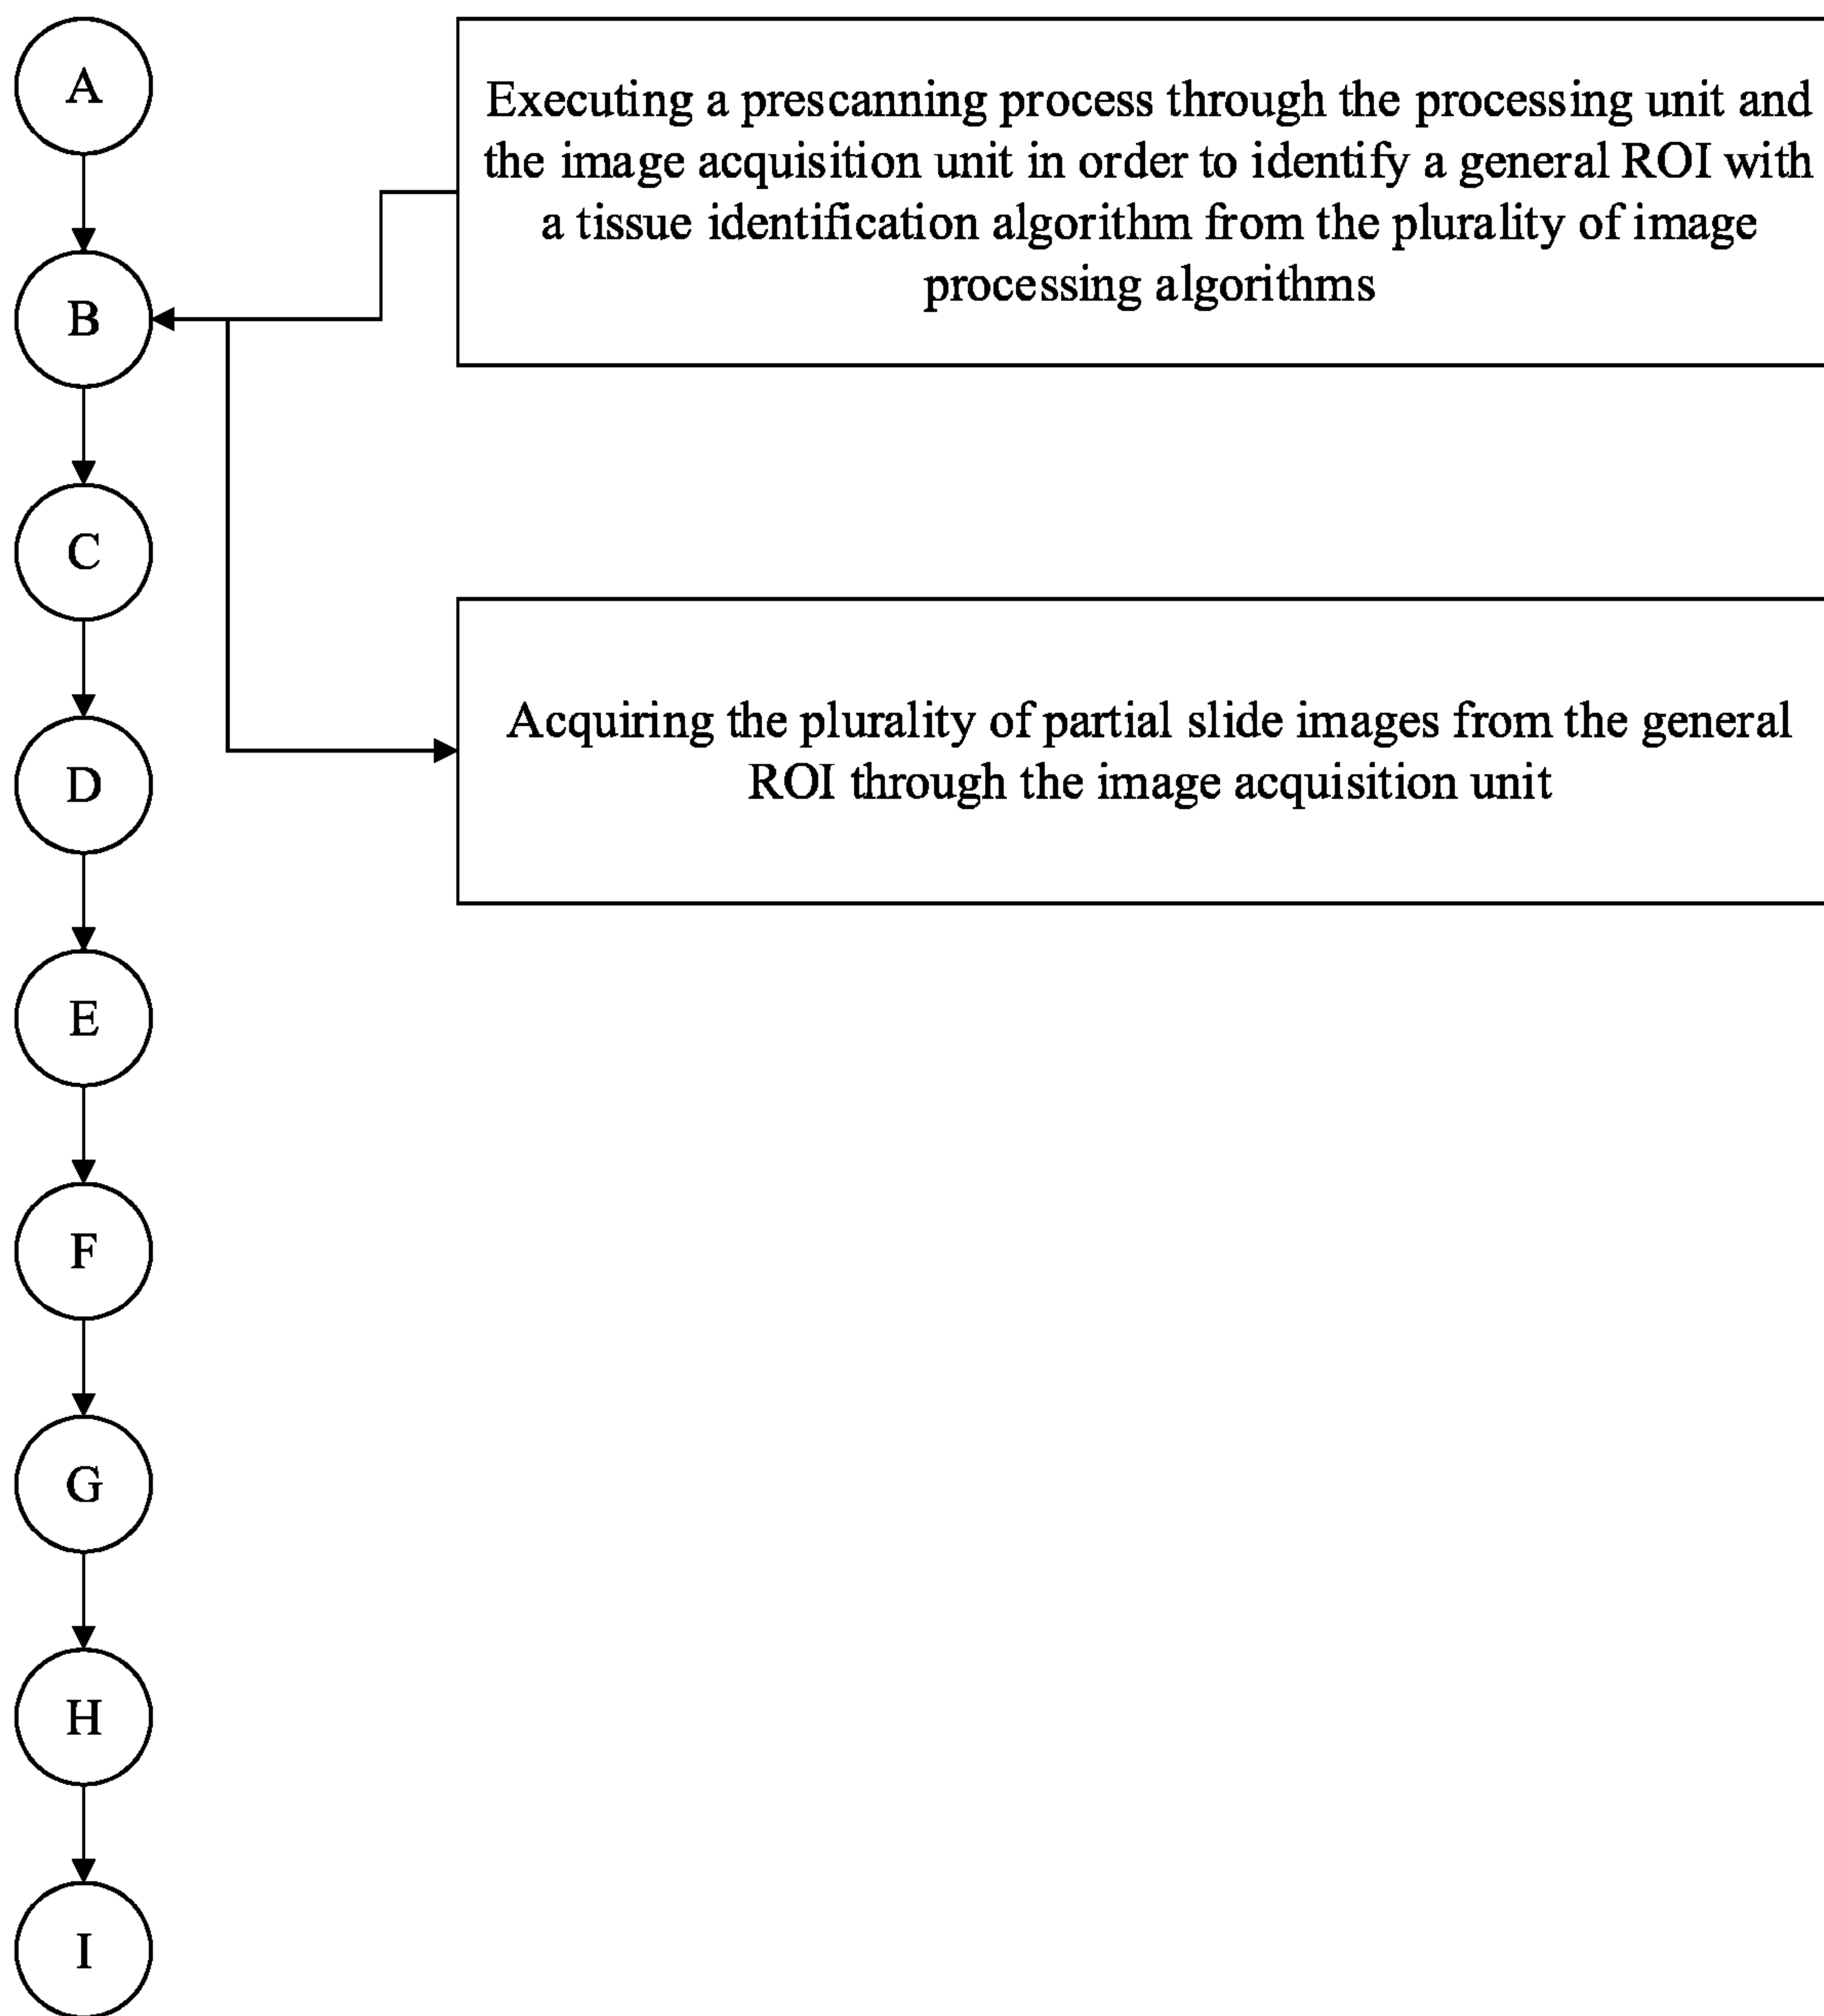 A
Executing a prescanning process through the processing unit and
the image acquisition unit in order to identify a general ROI with
a tissue identification algorithm from the plurality of image
processing algorithms
B
C
Acquiring the plurality of partial slide images from the general
ROI through the image acquisition unit
D
E
F
G
H
I